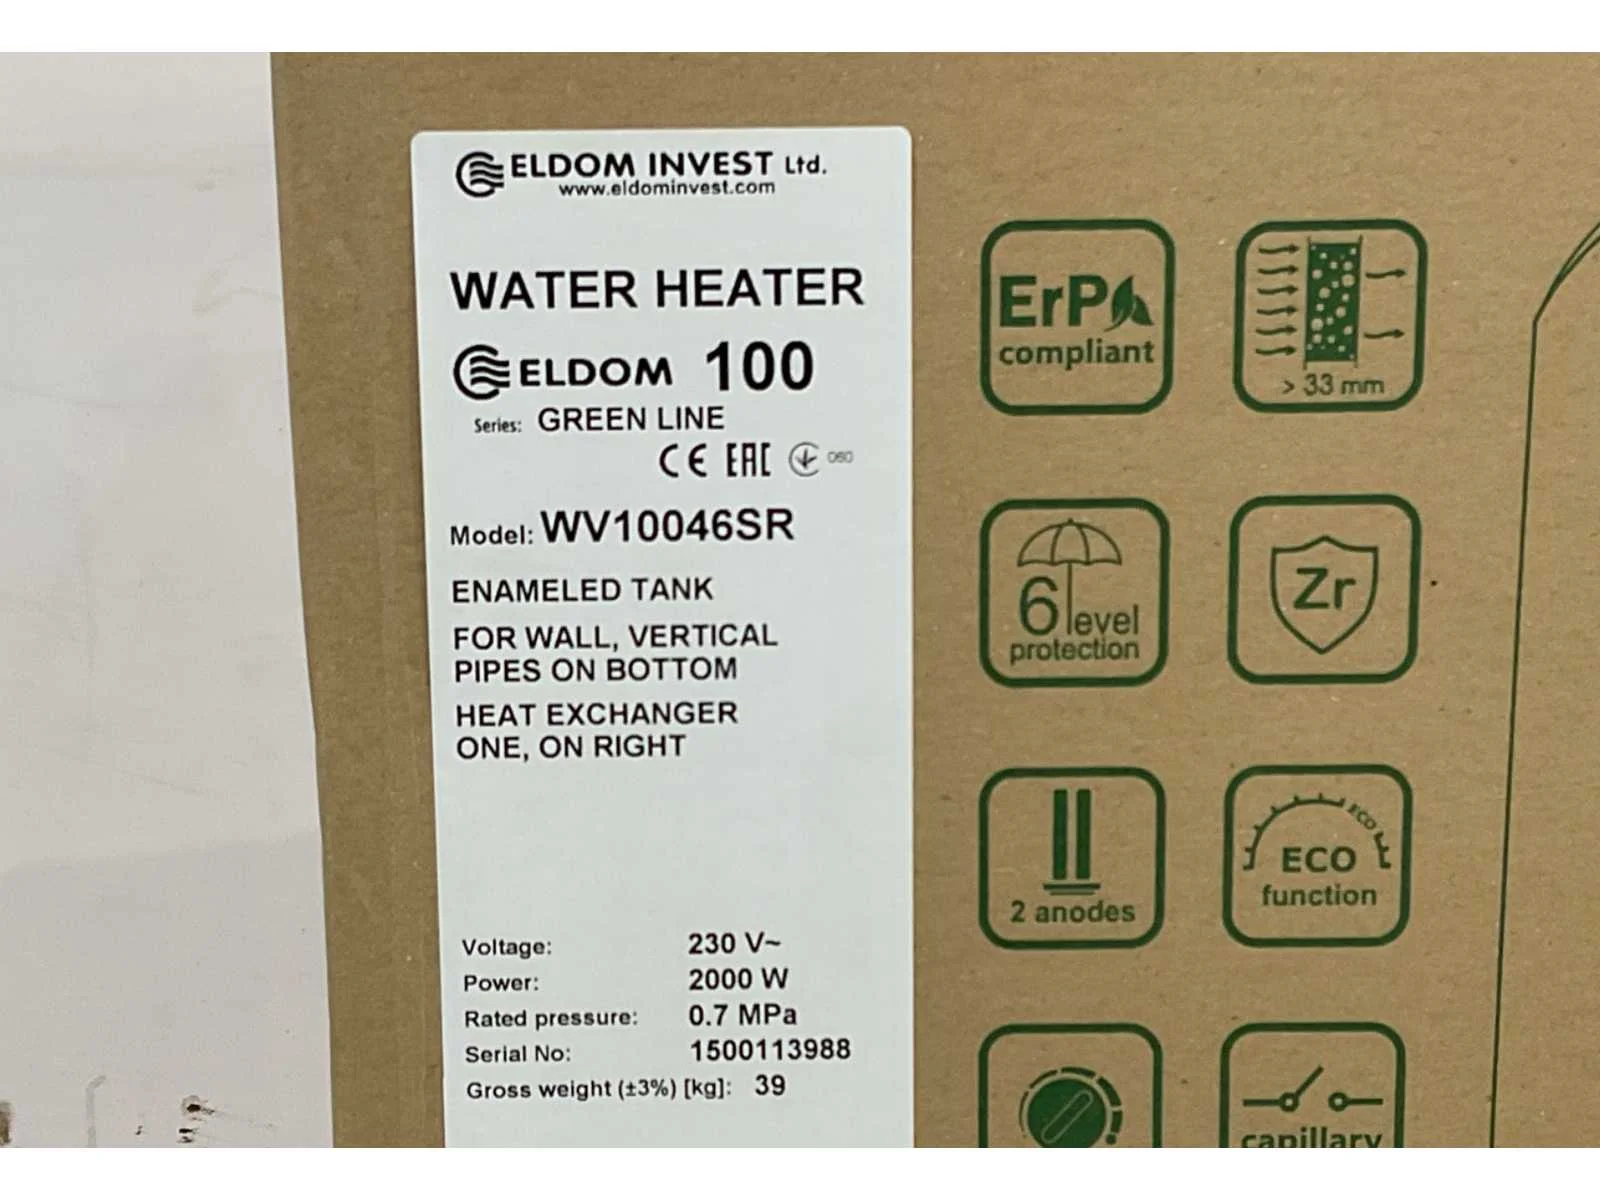 ELDOM INVEST Ltd.
www.eldominvest.com
WATER HEATER
ELDOM 100
Series: GREEN LINE
CE EAC 060
Model: WV10046SR
ENAMELED TANK
FOR WALL, VERTICAL
PIPES ON BOTTOM
HEAT EXCHANGER
ONE, ON RIGHT
Voltage: 230 V~
Power: 2000 W
Rated pressure: 0.7 MPa
Serial No: 1500113988
Gross weight (±3%) [kg]: 39
ErP
compliant
> 33 mm
6 level
protection
Zr
2 anodes
ECO
ECO
function
capillary